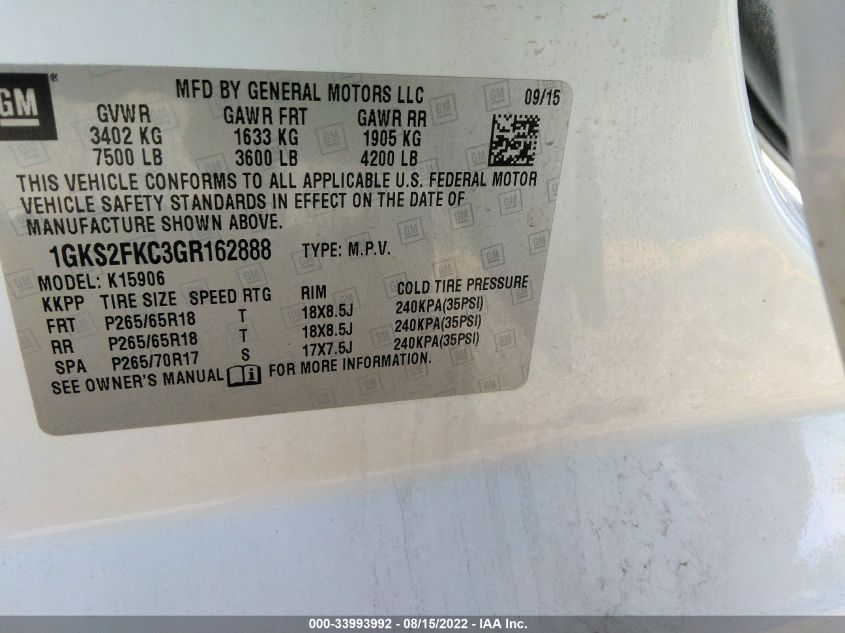 GM ®
MFD BY GENERAL MOTORS LLC 09/15
GVWR GAWR FRT GAWR RR
3402 KG 1633 KG 1905 KG
7500 LB 3600 LB 4200 LB
THIS VEHICLE CONFORMS TO ALL APPLICABLE U.S. FEDERAL MOTOR
VEHICLE SAFETY STANDARDS IN EFFECT ON THE DATE OF
MANUFACTURE SHOWN ABOVE.
1GKS2FKC3GR162888 TYPE: M.P.V.
MODEL: K15906
KKPP TIRE SIZE SPEED RTG RIM COLD TIRE PRESSURE
FRT P265/65R18 T 18X8.5J 240KPA(35PSI)
RR P265/65R18 T 18X8.5J 240KPA(35PSI)
SPA P265/70R17 S 17X7.5J 240KPA(35PSI)
SEE OWNER'S MANUAL i FOR MORE INFORMATION.
000-33993992 - 08/15/2022 - IAA Inc.